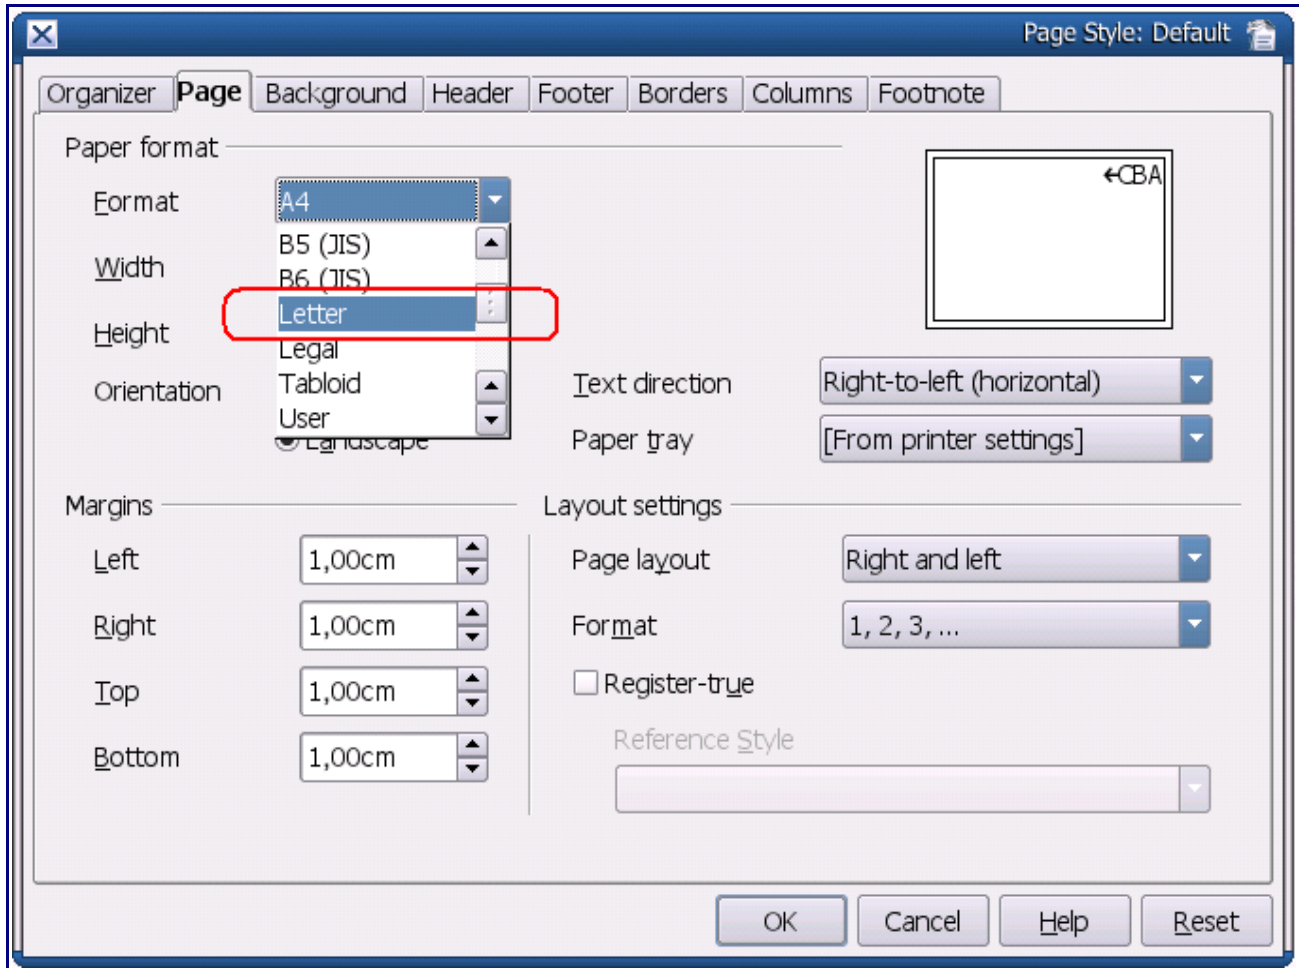 Page Style: Default
Organizer Page Background Header Footer Borders Columns Footnote
Paper format
←CBA
Format A4
B5 (JIS)
Width
B6 (JIS)
Letter
Height
Legal
Orientation Tabloid Text direction Right-to-left (horizontal)
User
Landscape Paper tray [From printer settings]
Margins Layout settings
Left 1,00cm Page layout Right and left
Right 1,00cm Format 1, 2, 3, ...
Top 1,00cm Register-true
Reference Style
Bottom 1,00cm
OK Cancel Help Reset